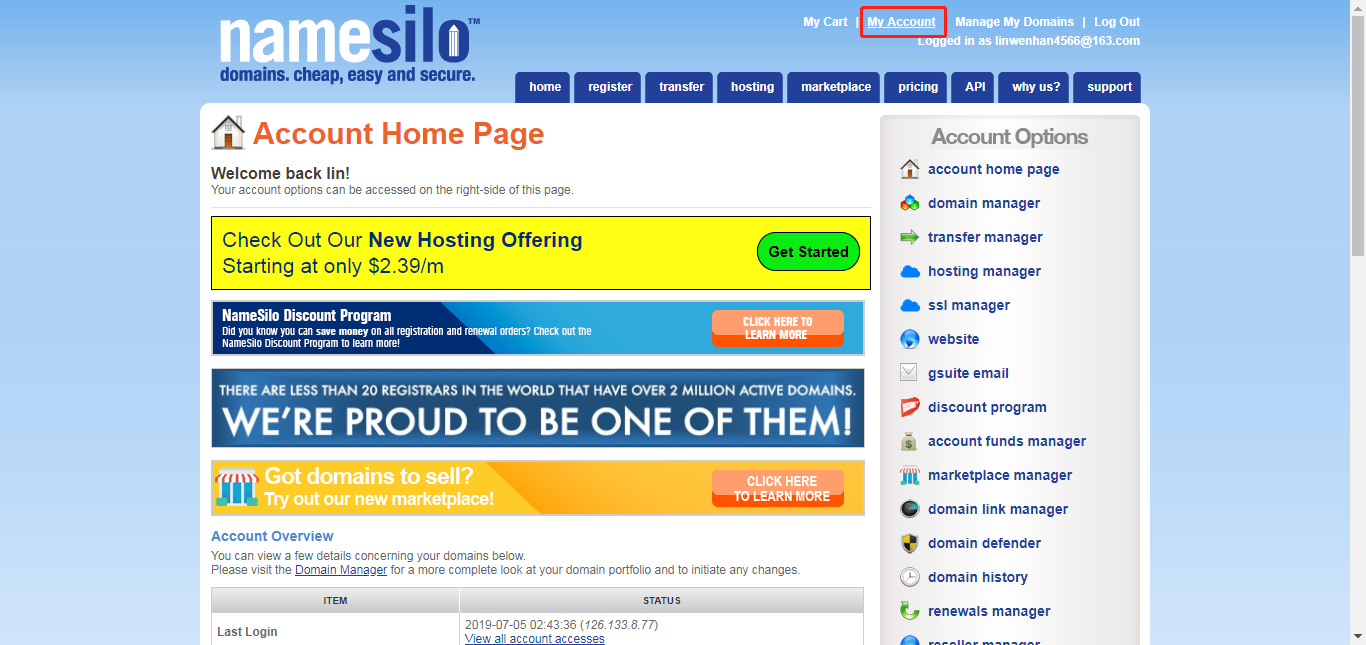 namesilo™
domains. cheap, easy and secure.
My Cart | My Account Manage My Domains | Log Out
Logged in as linwenhan4566@163.com
home register transfer hosting marketplace pricing API why us? support
Account Home Page
Welcome back lin!
Your account options can be accessed on the right-side of this page.
Check Out Our New Hosting Offering
Starting at only $2.39/m
Get Started
NameSilo Discount Program
Did you know you can save money on all registration and renewal orders? Check out the
NameSilo Discount Program to learn more!
CLICK HERE TO
LEARN MORE
THERE ARE LESS THAN 20 REGISTRARS IN THE WORLD THAT HAVE OVER 2 MILLION ACTIVE DOMAINS.
WE'RE PROUD TO BE ONE OF THEM!
Got domains to sell?
Try out our new marketplace!
CLICK HERE
TO LEARN MORE
Account Overview
You can view a few details concerning your domains below.
Please visit the Domain Manager for a more complete look at your domain portfolio and to initiate any changes.
ITEM STATUS
Last Login
2019-07-05 02:43:36 (126.133.8.77)
View all account accesses
Account Options
account home page
domain manager
transfer manager
hosting manager
ssl manager
website
gsuite email
discount program
account funds manager
marketplace manager
domain link manager
domain defender
domain history
renewals manager
reseller manager